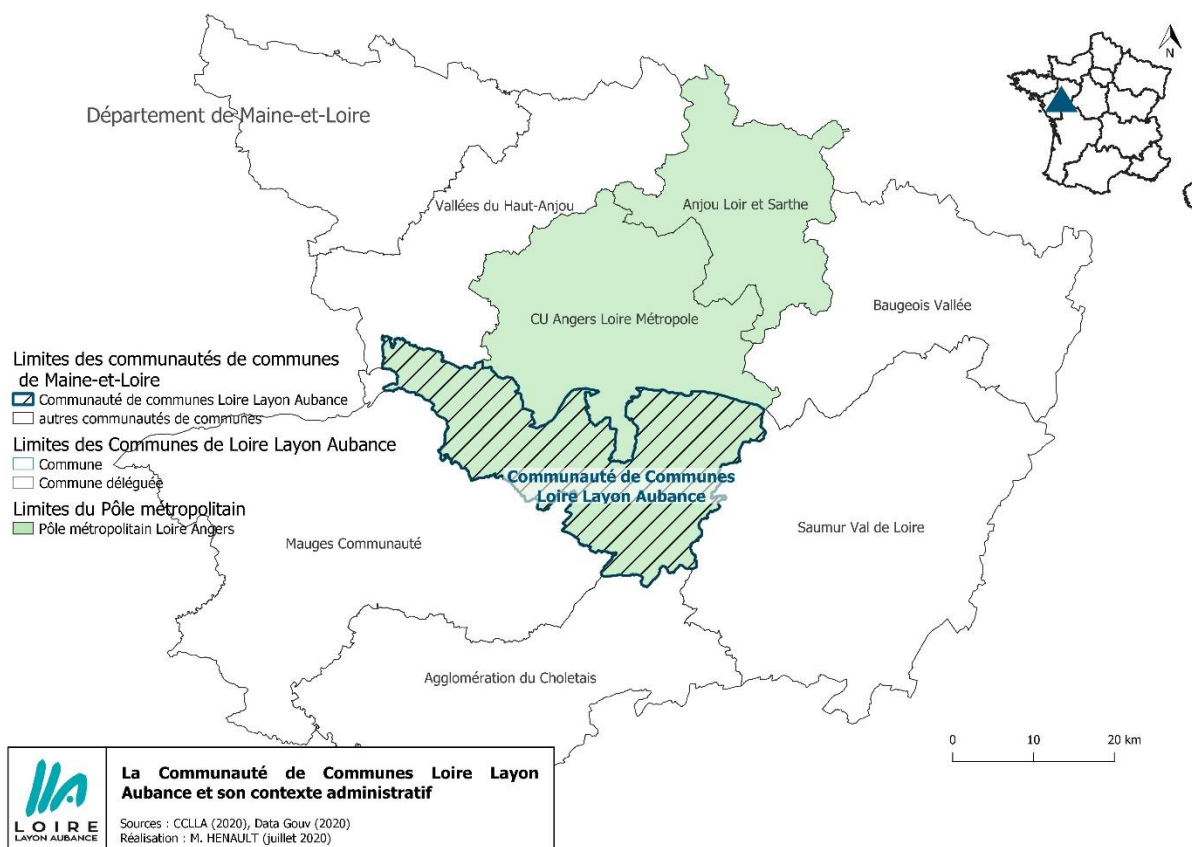 Département de Maine-et-Loire
N
Vallées du Haut-Anjou
Anjou Loir et Sarthe
CU Angers Loire Métropole
Baugeois Vallée
Limites des communautés de communes
de Maine-et-Loire
Communauté de communes Loire Layon Aubance
autres communautés de communes
Limites des Communes de Loire Layon Aubance
Commune
Commune déléguée
Limites du Pôle métropolitain
Pôle métropolitain Loire Angers
Communauté de Communes
Loire Layon Aubance
Mauges Communauté
Saumur Val de Loire
Agglomération du Choletais
0 10 20 km
LOIRE
LAYON AUBANCE
La Communauté de Communes Loire Layon
Aubance et son contexte administratif
Sources : CCLLA (2020), Data Gouv (2020)
Réalisation : M. HENAULT (juillet 2020)